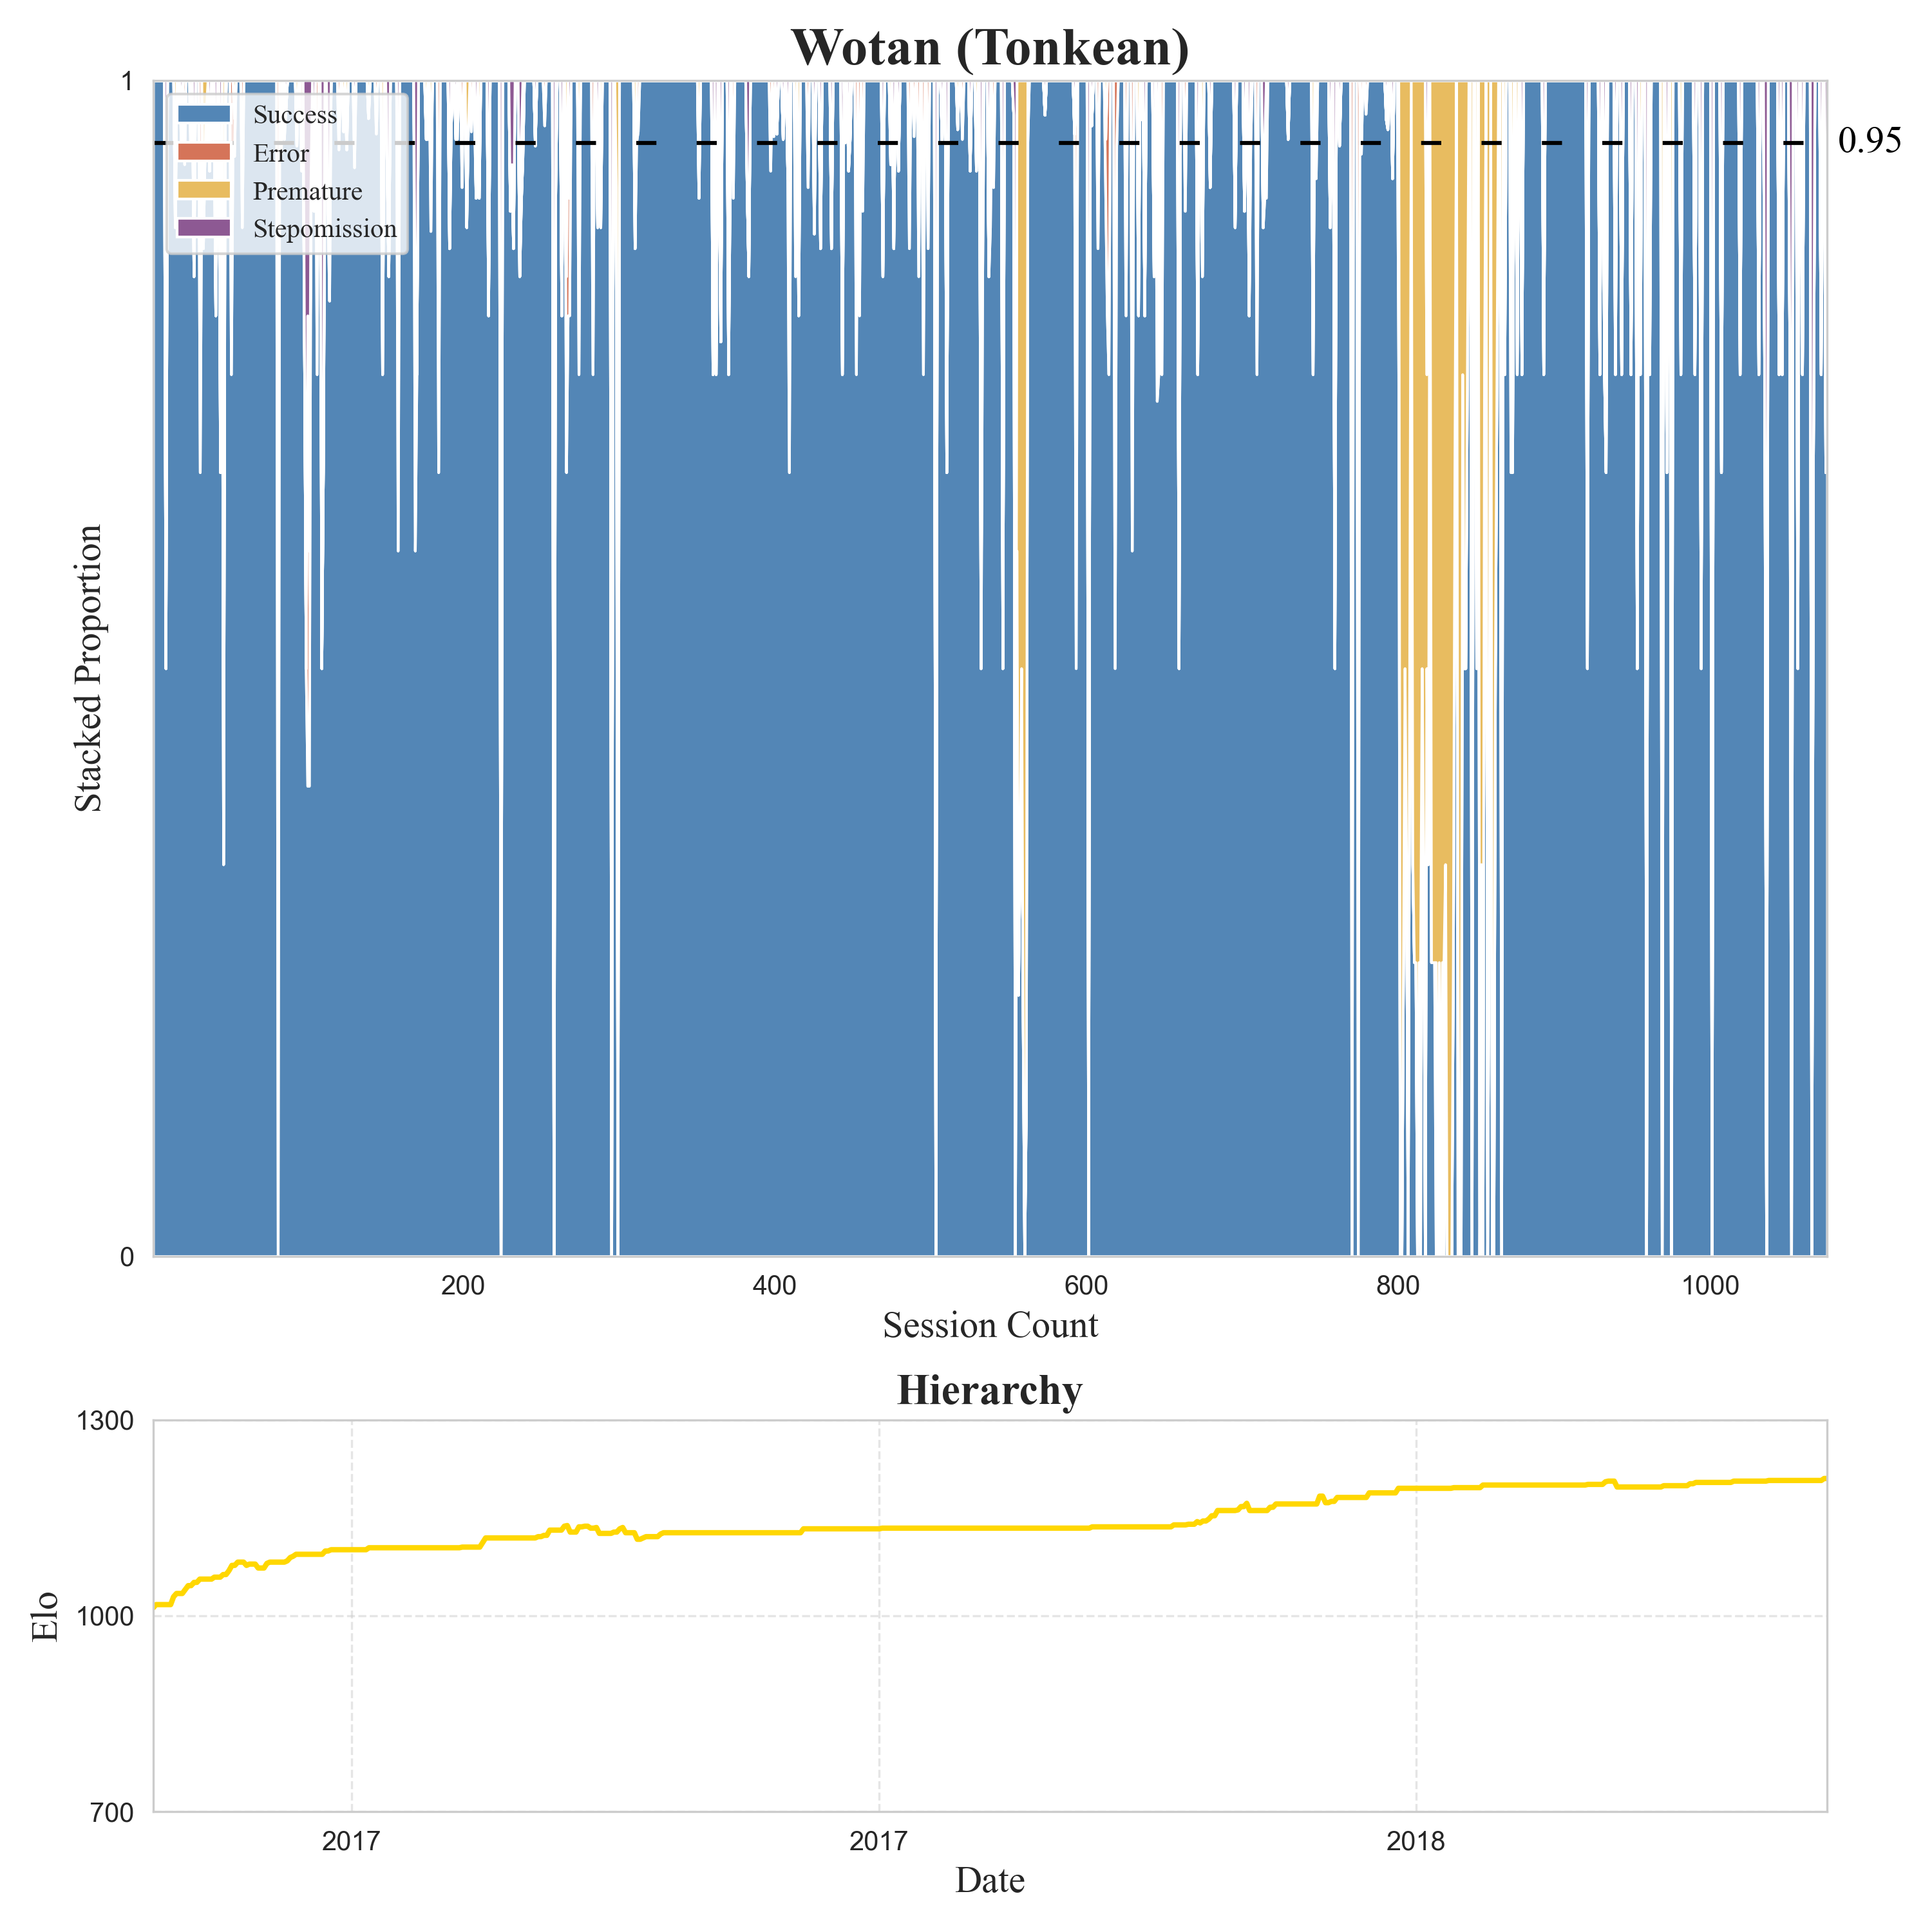 Wotan (Tonkean)
1
0.95
Success
Error
Premature
Stepomission
Stacked Proportion
0
200 400 600 800 1000
Session Count
Hierarchy
1300
1000
700
Elo
2017 2017 2018
Date